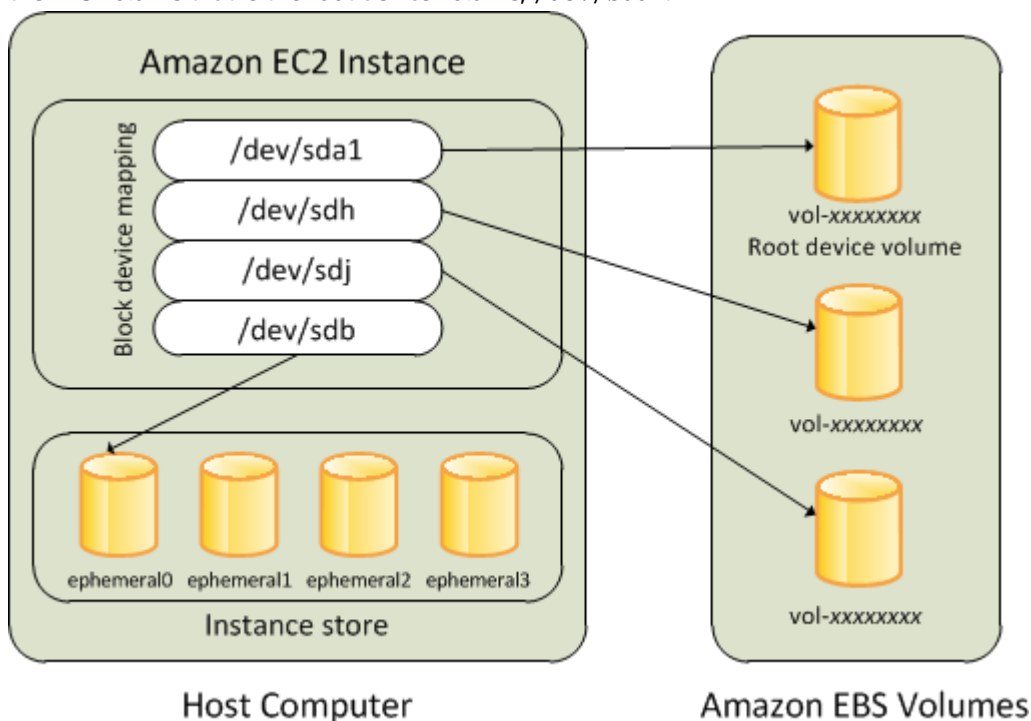 Amazon EC2 Instance
Block device mapping
/dev/sda1
/dev/sdh
/dev/sdj
/dev/sdb
ephemeral0 ephemeral1 ephemeral2 ephemeral3
Instance store
Host Computer
vol-xxxxxxxx
Root device volume
vol-xxxxxxxx
vol-xxxxxxxx
Amazon EBS Volumes